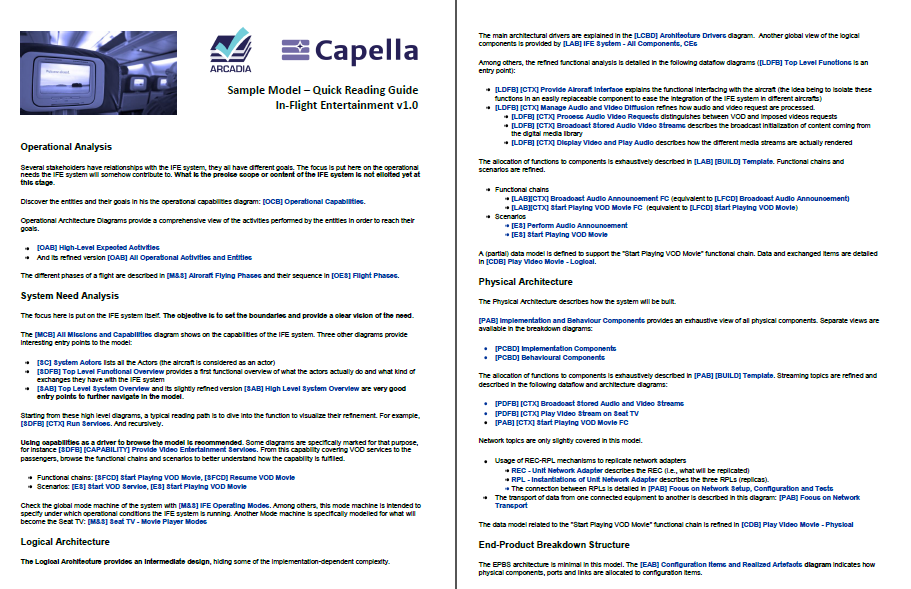 ARCADIA
Capella
Sample Model – Quick Reading Guide
In-Flight Entertainment v1.0
Operational Analysis
Several stakeholders have relationships with the IFE system, they all have different goals. The focus is put here on the operational
needs the IFE system will somehow contribute to. What is the precise scope or content of the IFE system is not elicited yet at
this stage.
Discover the entities and their goals in his the operational capabilities diagram: [OCB] Operational Capabilities.
Operational Architecture Diagrams provide a comprehensive view of the activities performed by the entities in order to reach their
goals.
[OAB] High-Level Expected Activities
And its refined version [OAB] All Operational Activities and Entities
The different phases of a flight are described in [M&S] Aircraft Flying Phases and their sequence in [OES] Flight Phases.
System Need Analysis
The focus here is put on the IFE system itself. The objective is to set the boundaries and provide a clear vision of the need.
The [MCB] All Missions and Capabilities diagram shows on the capabilities of the IFE system. Three other diagrams provide
interesting entry points to the model:
[SC] System Actors lists all the Actors (the aircraft is considered as an actor)
[SDFB] Top Level Functional Overview provides a first functional overview of what the actors actually do and what kind of
exchanges they have with the IFE system
[SAB] Top Level System Overview and its slightly refined version [SAB] High Level System Overview are very good
entry points to further navigate in the model.
Starting from these high level diagrams, a typical reading path is to dive into the function to visualize their refinement. For example,
[SDFB] [CTX] Run Services. And recursively.
Using capabilities as a driver to browse the model is recommended. Some diagrams are specifically marked for that purpose,
for instance [SDFB] [CAPABILITY] Provide Video Entertainment Services. From this capability covering VOD services to the
passengers, browse the functional chains and scenarios to better understand how the capability is fulfilled.
Functional chains: [SFCD] Start Playing VOD Movie, [SFCD] Resume VOD Movie
Scenarios: [ES] Start VOD Service, [ES] Start Playing VOD Movie
Check the global mode machine of the system with [M&S] IFE Operating Modes. Among others, this mode machine is intended to
specify under which operational conditions the IFE system is running. Another Mode machine is specifically modelled for what will
become the Seat TV: [M&S] Seat TV - Movie Player Modes
Logical Architecture
The Logical Architecture provides an intermediate design, hiding some of the implementation-dependent complexity.
The main architectural drivers are explained in the [LCBD] Architecture Drivers diagram. Another global view of the logical
components is provided by [LAB] IFE System - All Components, CEs
Among others, the refined functional analysis is detailed in the following dataflow diagrams ([LDFB] Top Level Functions is an
entry point):
[LDFB] [CTX] Provide Aircraft Interface explains the functional interfacing with the aircraft (the idea being to isolate these
functions in an easily replaceable component to ease the integration of the IFE system in different aircrafts)
[LDFB] [CTX] Manage Audio and Video Diffusion refines how audio and video request are processed.
[LDFB] [CTX] Process Audio Video Requests distinguishes between VOD and imposed videos requests
[LDFB] [CTX] Broadcast Stored Audio Video Streams describes the broadcast initialization of content coming from
the digital media library
[LDFB] [CTX] Display Video and Play Audio describes how the different media streams are actually rendered
The allocation of functions to components is exhaustively described in [LAB] [BUILD] Template. Functional chains and
scenarios are refined.
Functional chains
[LAB][CTX] Broadcast Audio Announcement FC (equivalent to [LFCD] Broadcast Audio Announcement)
[LAB][CTX] Start Playing VOD Movie FC (equivalent to [LFCD] Start Playing VOD Movie)
Scenarios
[ES] Perform Audio Announcement
[ES] Start Playing VOD Movie
A (partial) data model is defined to support the "Start Playing VOD Movie" functional chain. Data and exchanged items are detailed
in [CDB] Play Video Movie - Logical.
Physical Architecture
The Physical Architecture describes how the system will be built.
[PAB] Implementation and Behaviour Components provides an exhaustive view of all physical components. Separate views are
available in the breakdown diagrams:
[PCBD] Implementation Components
[PCBD] Behavioural Components
The allocation of functions to components is exhaustively described in [PAB] [BUILD] Template. Streaming topics are refined and
described in the following dataflow and architecture diagrams:
[PDFB] [CTX] Broadcast Stored Audio and Video Streams
[PDFB] [CTX] Play Video Stream on Seat TV
[PAB] [CTX] Start Playing VOD Movie FC
Network topics are only slightly covered in this model.
Usage of REC-RPL mechanisms to replicate network adapters
REC - Unit Network Adapter describes the REC (i.e., what will be replicated)
RPL - Instantiations of Unit Network Adapter describes the three RPLs (replicas).
The connection between RPLs is detailed in [PAB] Focus on Network Setup, Configuration and Tests
The transport of data from one connected equipment to another is described in this diagram: [PAB] Focus on Network
Transport
The data model related to the "Start Playing VOD Movie" functional chain is refined in [CDB] Play Video Movie - Physical
End-Product Breakdown Structure
The EPBS architecture is minimal in this model. The [EAB] Configuration Items and Realized Artefacts diagram indicates how
physical components, ports and links are allocated to configuration items.